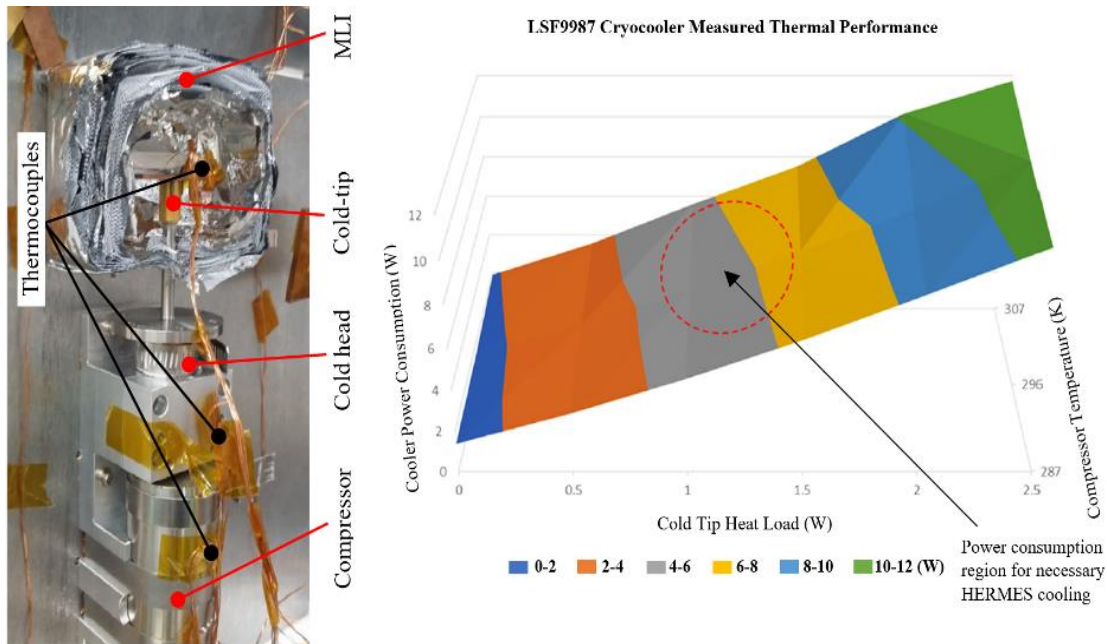 MLI
Thermocouples
Cold-tip
Cold head
Compressor
LSF9987 Cryocooler Measured Thermal Performance
Cooler Power Consumption (W)
12
10
8
6
4
2
0
0
0.5
1
1.5
2
2.5
Cold Tip Heat Load (W)
307
296
287
Compressor Temperature (K)
0-2
2-4
4-6
6-8
8-10
10-12 (W)
Power consumption
region for necessary
HERMES cooling